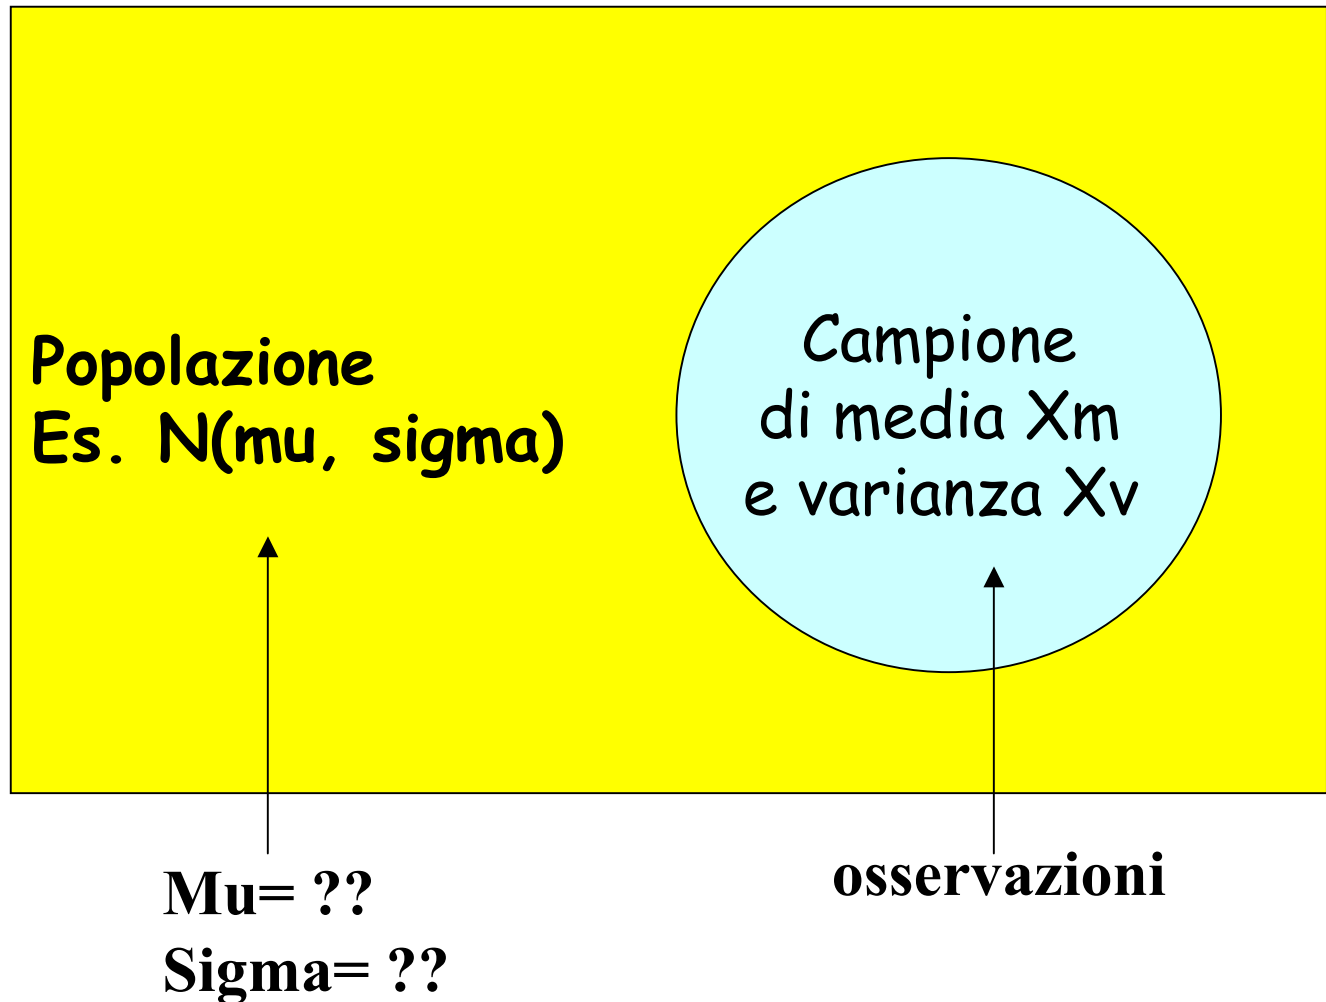 Popolazione
Es. N(mu, sigma)
Campione
di media Xm
e varianza Xv
Mu= ??
Sigma= ??
osservazioni